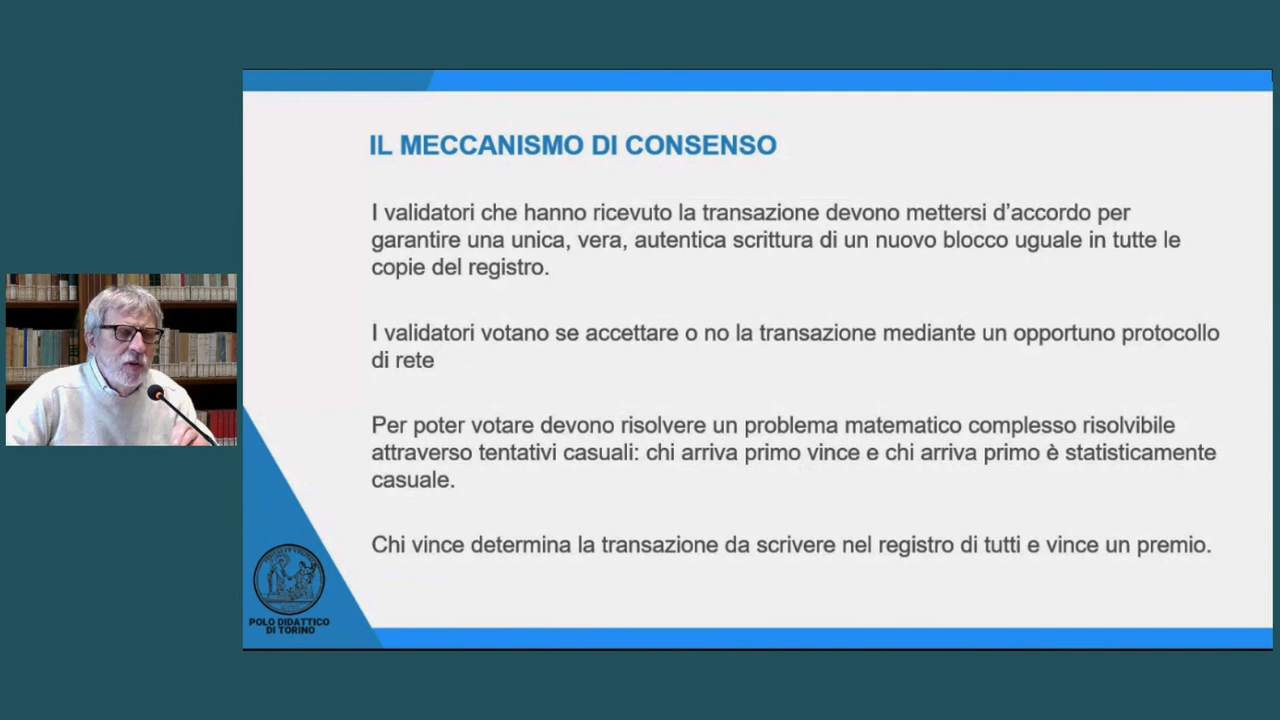 IL MECCANISMO DI CONSENSO
I validatori che hanno ricevuto la transazione devono mettersi d’accordo per
garantire una unica, vera, autentica scrittura di un nuovo blocco uguale in tutte le
copie del registro.
I validatori votano se accettare o no la transazione mediante un opportuno protocollo
di rete
Per poter votare devono risolvere un problema matematico complesso risolvibile
attraverso tentativi casuali: chi arriva primo vince e chi arriva primo è statisticamente
casuale.
Chi vince determina la transazione da scrivere nel registro di tutti e vince un premio.
POLO DIDATTICO
DI TORINO